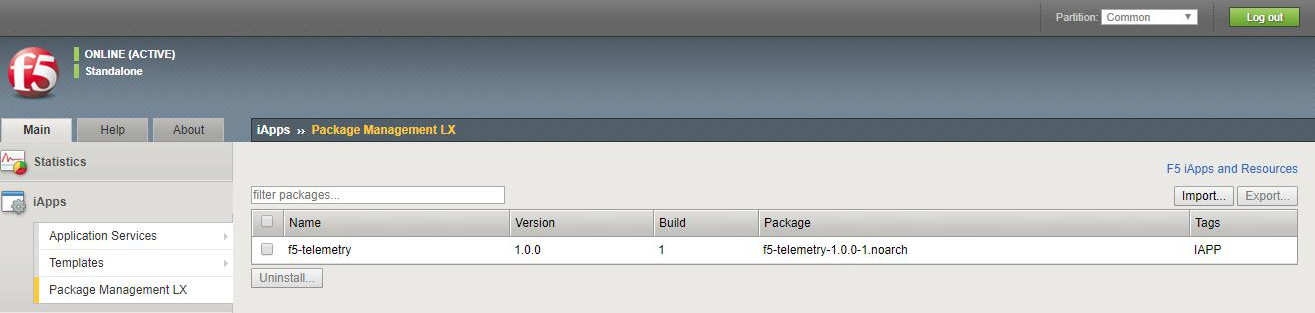 Partition: Common
Log out
f5
ONLINE (ACTIVE)
Standalone
Main Help About
iApps ›› Package Management LX
Statistics
F5 iApps and Resources
iApps
filter packages...
Import... Export...
Name Version Build Package Tags
Application Services
f5-telemetry 1.0.0 1 f5-telemetry-1.0.0-1.noarch IAPP
Templates
Uninstall...
Package Management LX